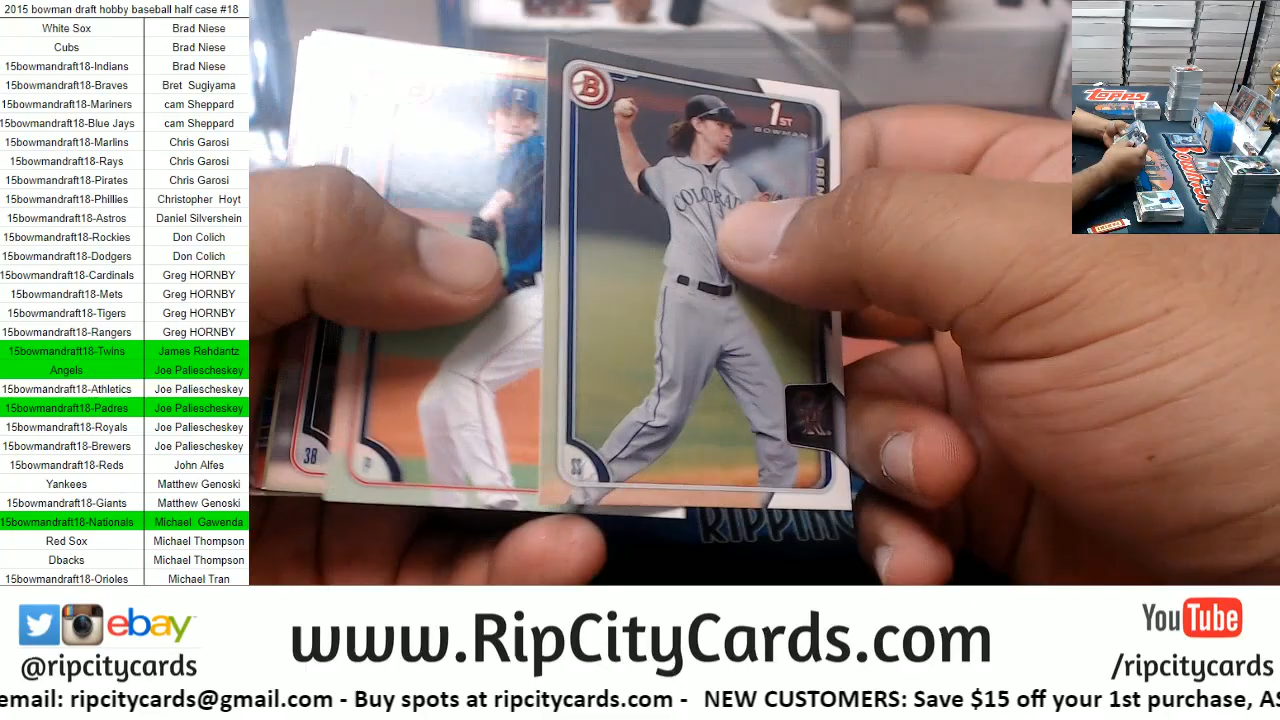 2015 bowman draft hobby baseball half case #18
White Sox Brad Niese
Cubs Brad Niese
15bowmandraft18-Indians Brad Niese
15bowmandraft18-Braves Bret Sugiyama
15bowmandraft18-Mariners cam Sheppard
15bowmandraft18-Blue Jays cam Sheppard
15bowmandraft18-Marlins Chris Garosi
15bowmandraft18-Rays Chris Garosi
15bowmandraft18-Pirates Chris Garosi
15bowmandraft18-Phillies Christopher Hoyt
15bowmandraft18-Astros Daniel Silvershein
15bowmandraft18-Rockies Don Colich
15bowmandraft18-Dodgers Don Colich
15bowmandraft18-Cardinals Greg HORNBY
15bowmandraft18-Mets Greg HORNBY
15bowmandraft18-Tigers Greg HORNBY
15bowmandraft18-Rangers Greg HORNBY
15bowmandraft18-Twins James Rehdantz
Angels Joe Paliescheskey
15bowmandraft18-Athletics Joe Paliescheskey
15bowmandraft18-Padres Joe Paliescheskey
15bowmandraft18-Royals Joe Paliescheskey
15bowmandraft18-Brewers Joe Paliescheskey
15bowmandraft18-Reds John Alfes
Yankees Matthew Genoski
15bowmandraft18-Giants Matthew Genoski
15bowmandraft18-Nationals Michael Gawenda
Red Sox Michael Thompson
Dbacks Michael Thompson
15bowmandraft18-Orioles Michael Tran
B
1ST
BOWMAN
COLORA
T
38
RIPPING
topps
BOWMAN
ebay
@ripcitycards
www.RipCityCards.com
YouTube
/ripcitycards
email: ripcitycards@gmail.com - Buy spots at ripcitycards.com - NEW CUSTOMERS: Save $15 off your 1st purchase, AS